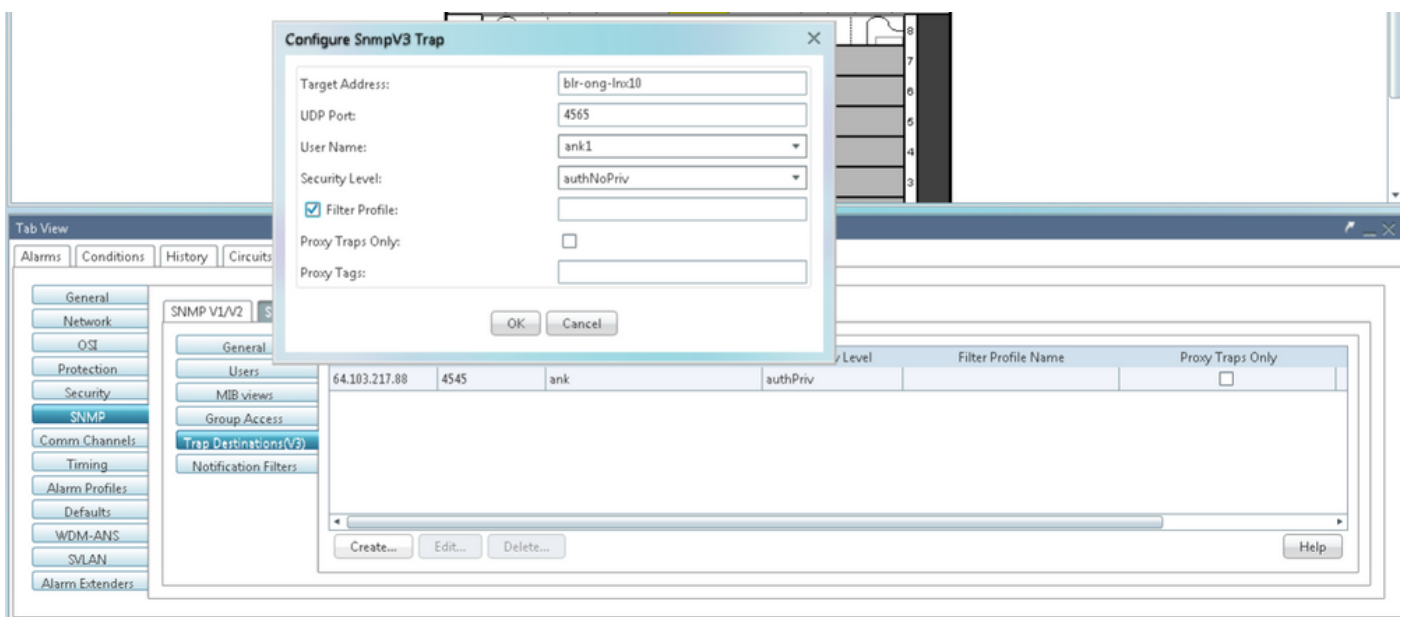 8
7
6
5
4
3
Configure SnmpV3 Trap
Target Address: blr-ong-lnx10
UDP Port: 4565
User Name: ank1
Security Level: authNoPriv
Filter Profile:
Proxy Traps Only:
Proxy Tags:
OK Cancel
Tab View
Alarms Conditions History Circuits
General
Network
OSI
Protection
Security
SNMP
Comm Channels
Timing
Alarm Profiles
Defaults
WDM-ANS
SVLAN
Alarm Extenders
SNMP V1/V2 S
General
Users
MIB views
Group Access
Trap Destinations(V3)
Notification Filters
Level Filter Profile Name Proxy Traps Only
64.103.217.88 4545 ank authPriv
Create... Edit... Delete... Help